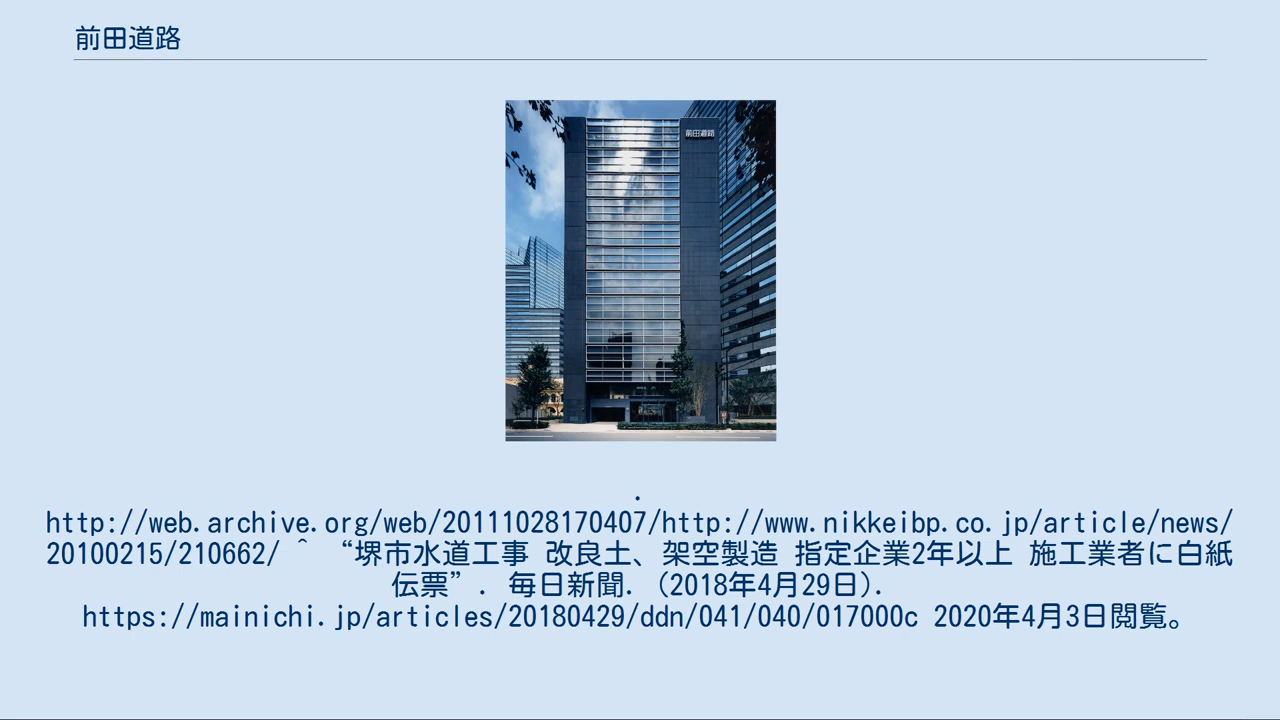 前田道路
前田道路
.
http://web.archive.org/web/20111028170407/http://www.nikkeibp.co.jp/article/news/
20100215/210662/ ^ “堺市水道工事 改良土、架空製造 指定企業2年以上 施工業者に白紙
伝票”. 毎日新聞. (2018年4月29日).
https://mainichi.jp/articles/20180429/ddn/041/040/017000c 2020年4月3日閲覧。